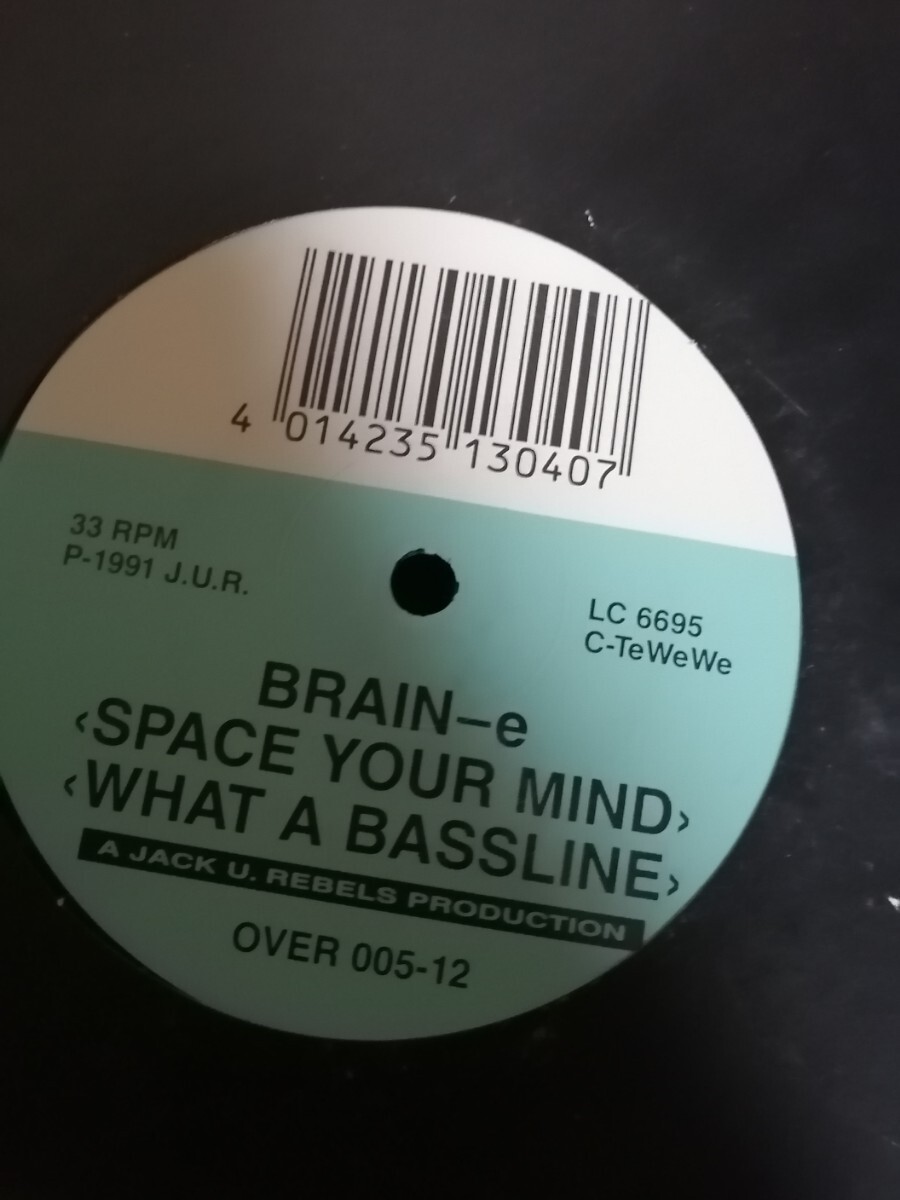 4 014235 130407
33 RPM
P-1991 J.U.R.
LC 6695
C-TeWeWe
BRAIN–e
‹SPACE YOUR MIND›
‹WHAT A BASSLINE›
A JACK U. REBELS PRODUCTION
OVER 005-12